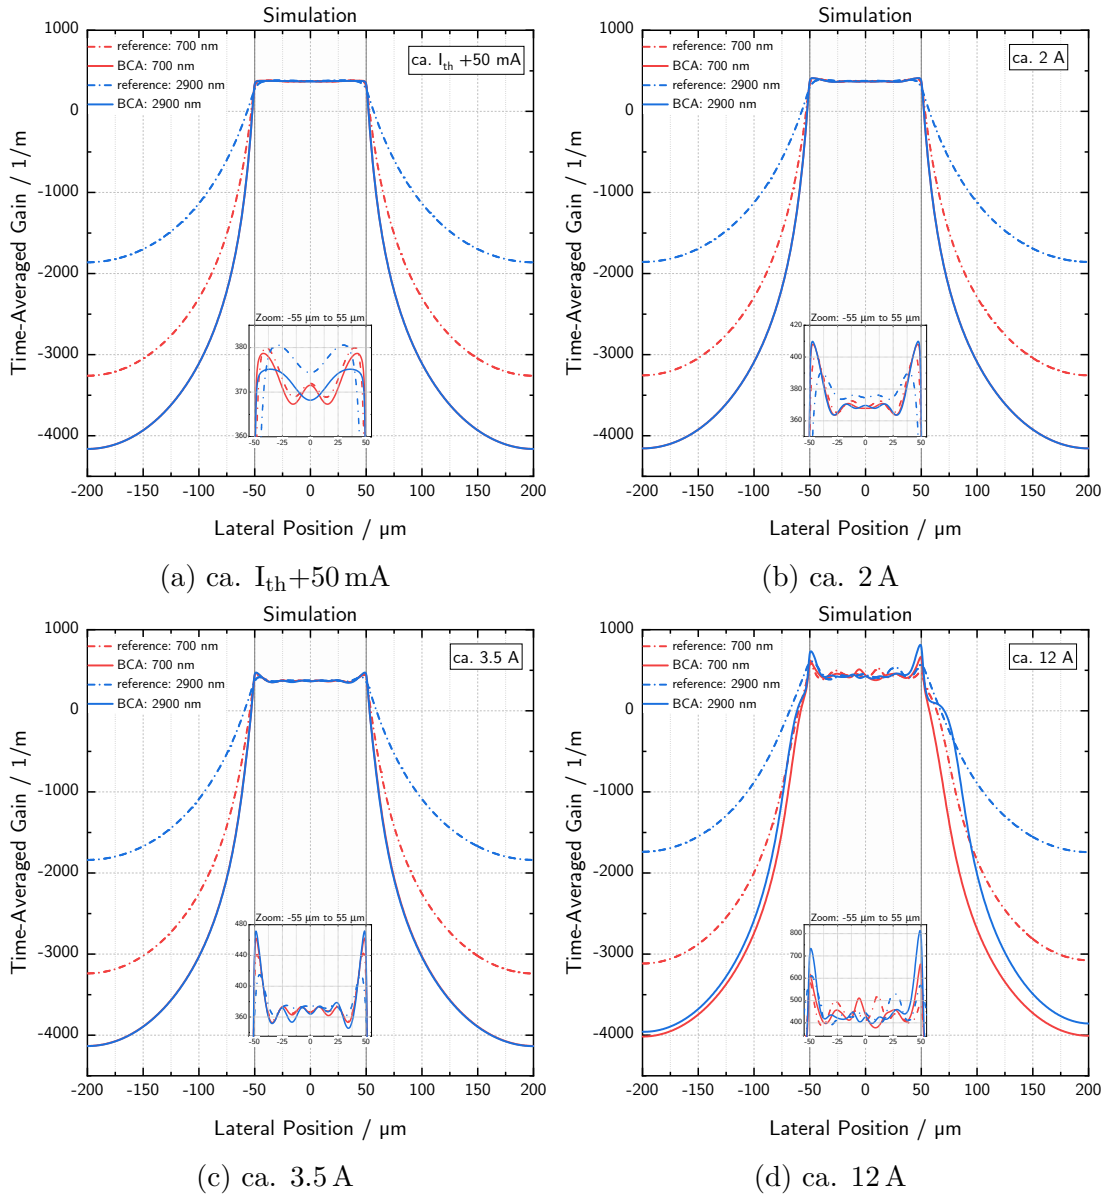 Simulation
1000
0
-1000
-2000
-3000
-4000
Time-Averaged Gain / 1/m
reference: 700 nm
BCA: 700 nm
reference: 2900 nm
BCA: 2900 nm
ca. Ith +50 mA
Zoom: -55 µm to 55 µm
380
370
360
-50 -25 0 25 50
-200 -150 -100 -50 0 50 100 150 200
Lateral Position / µm
(a) ca. Ith+50 mA
Simulation
1000
0
-1000
-2000
-3000
-4000
Time-Averaged Gain / 1/m
reference: 700 nm
BCA: 700 nm
reference: 2900 nm
BCA: 2900 nm
ca. 2 A
Zoom: -55 µm to 55 µm
420
400
380
360
-50 -25 0 25 50
-200 -150 -100 -50 0 50 100 150 200
Lateral Position / µm
(b) ca. 2 A
Simulation
1000
0
-1000
-2000
-3000
-4000
Time-Averaged Gain / 1/m
reference: 700 nm
BCA: 700 nm
reference: 2900 nm
BCA: 2900 nm
ca. 3.5 A
Zoom: -55 µm to 55 µm
480
440
400
360
-50 -25 0 25 50
-200 -150 -100 -50 0 50 100 150 200
Lateral Position / µm
(c) ca. 3.5 A
Simulation
1000
0
-1000
-2000
-3000
-4000
Time-Averaged Gain / 1/m
reference: 700 nm
BCA: 700 nm
reference: 2900 nm
BCA: 2900 nm
ca. 12 A
Zoom: -55 µm to 55 µm
800
700
600
500
400
-50 -25 0 25 50
-200 -150 -100 -50 0 50 100 150 200
Lateral Position / µm
(d) ca. 12 A